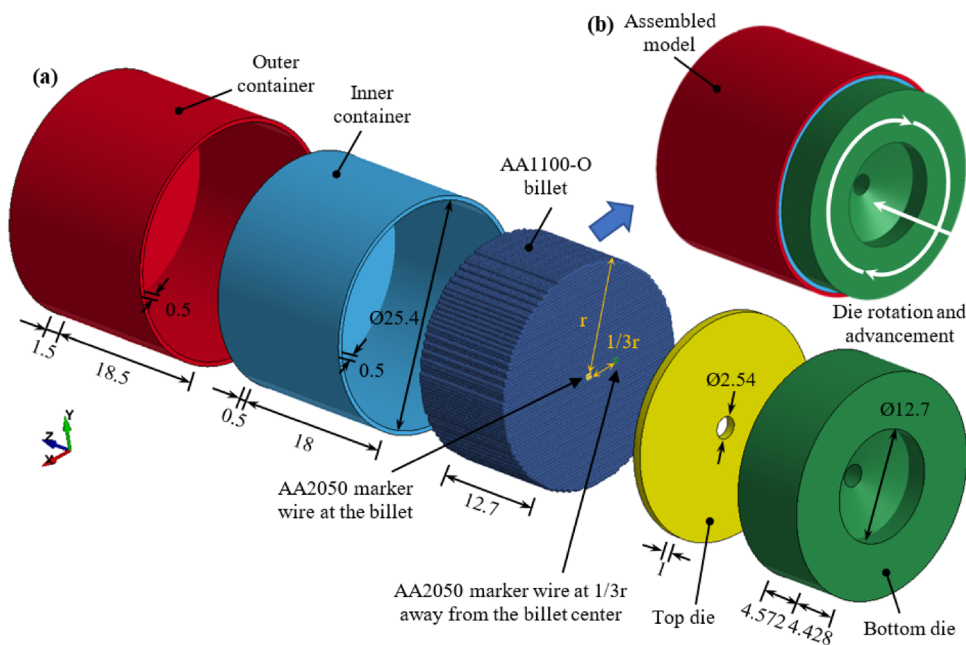 (a)
Outer
container
Inner
container
AA1100-O
billet
(b)
Assembled
model
Die rotation and
advancement
0.5
1.5
18.5
Ø25.4
0.5
0.5
18
r
1/3r
12.7
Ø2.54
Ø12.7
1
4.572
4.428
Y
Z
X
AA2050 marker
wire at the billet
AA2050 marker wire at 1/3r
away from the billet center
Top die
Bottom die